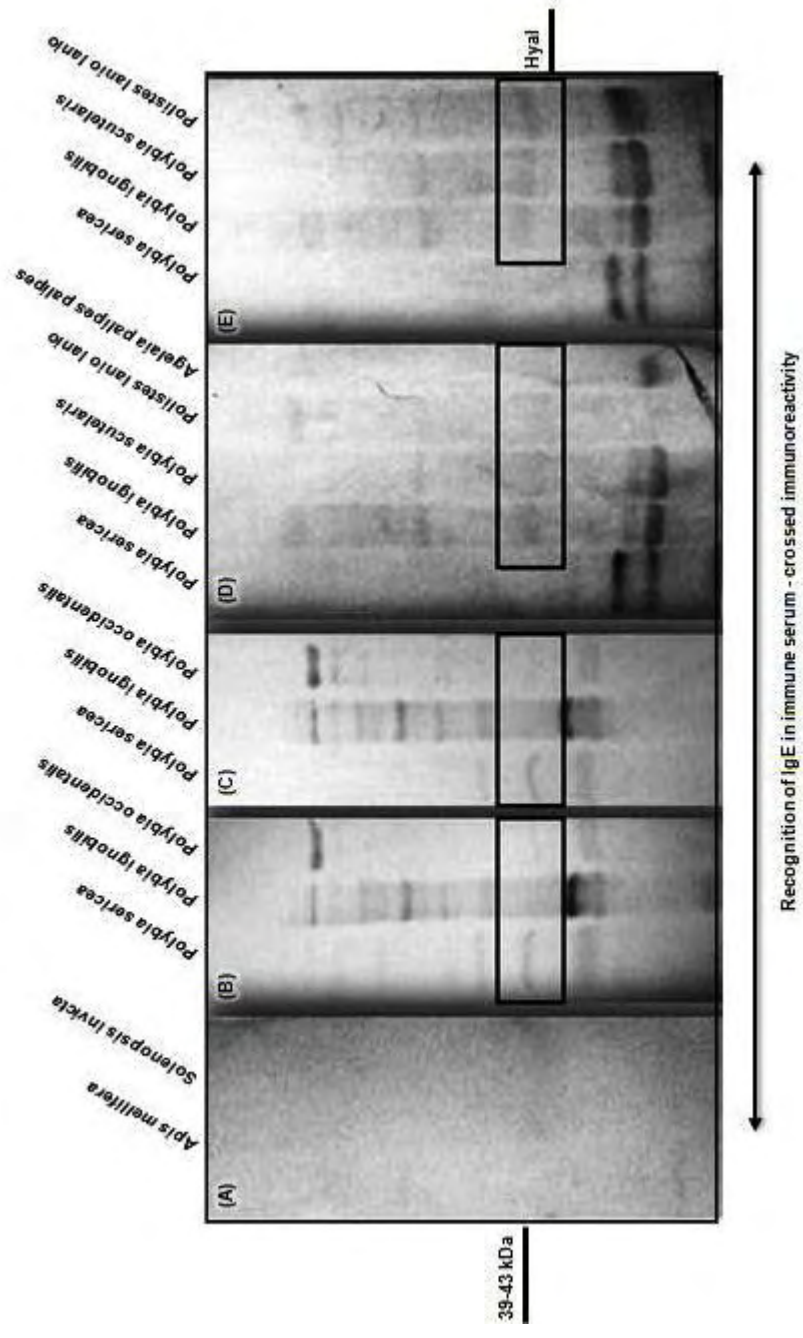 Apis mellifera
Solenopsis invicta
Polybia sericea
Polybia ignobilis
Polybia occidentalis
Polybia sericea
Polybia ignobilis
Polybia occidentalis
Polybia sericea
Polybia ignobilis
Polybia scutelaris
Polistes lanio lanio
Agelaia palipes palipes
Polybia sericea
Polybia ignobilis
Polybia scutelaris
Polistes lanio lanio
(A)
(B)
(C)
(D)
(E)
39-43 kDa
Hyal
Recognition of IgE in immune serum - crossed immunoreactivity